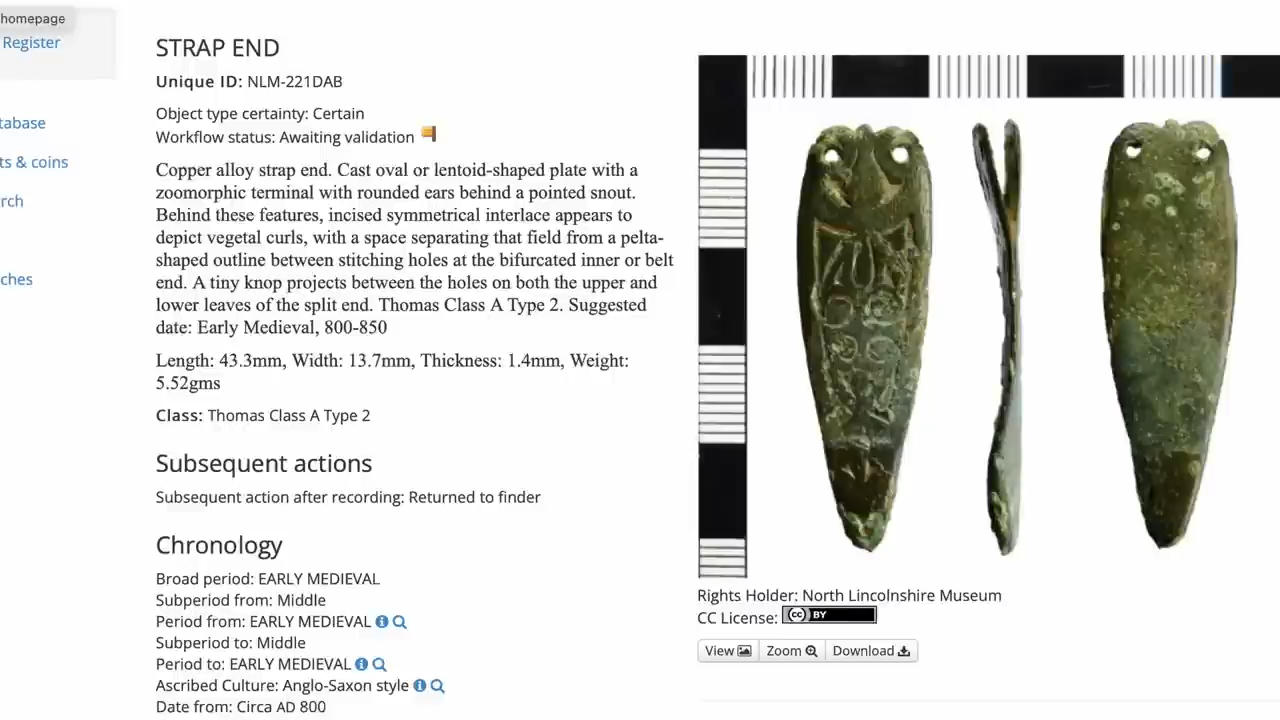 homepage
Register
tabase
ts & coins
rch
ches
STRAP END
Unique ID: NLM-221DAB
Object type certainty: Certain
Workflow status: Awaiting validation
Copper alloy strap end. Cast oval or lentoid-shaped plate with a
zoomorphic terminal with rounded ears behind a pointed snout.
Behind these features, incised symmetrical interlace appears to
depict vegetal curls, with a space separating that field from a pelta-
shaped outline between stitching holes at the bifurcated inner or belt
end. A tiny knop projects between the holes on both the upper and
lower leaves of the split end. Thomas Class A Type 2. Suggested
date: Early Medieval, 800-850
Length: 43.3mm, Width: 13.7mm, Thickness: 1.4mm, Weight:
5.52gms
Class: Thomas Class A Type 2
Subsequent actions
Subsequent action after recording: Returned to finder
Chronology
Broad period: EARLY MEDIEVAL
Subperiod from: Middle
Period from: EARLY MEDIEVAL
Subperiod to: Middle
Period to: EARLY MEDIEVAL
Ascribed Culture: Anglo-Saxon style
Date from: Circa AD 800
Rights Holder: North Lincolnshire Museum
CC License: cc BY
View Zoom Download